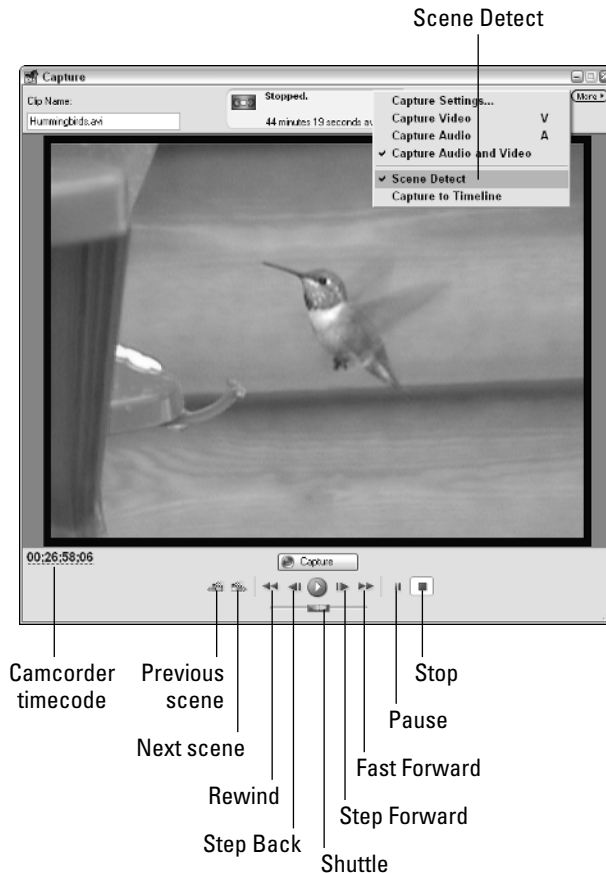 Scene Detect
Capture
Clip Name:
Hummingbirds.avi
Stopped.
44 minutes 19 seconds
More
Capture Settings...
Capture Video V
Capture Audio A
Capture Audio and Video
Scene Detect
Capture to Timeline
00;26;58;06
Capture
Camcorder
timecode
Previous
scene
Next scene
Rewind
Step Back
Shuttle
Step Forward
Fast Forward
Pause
Stop